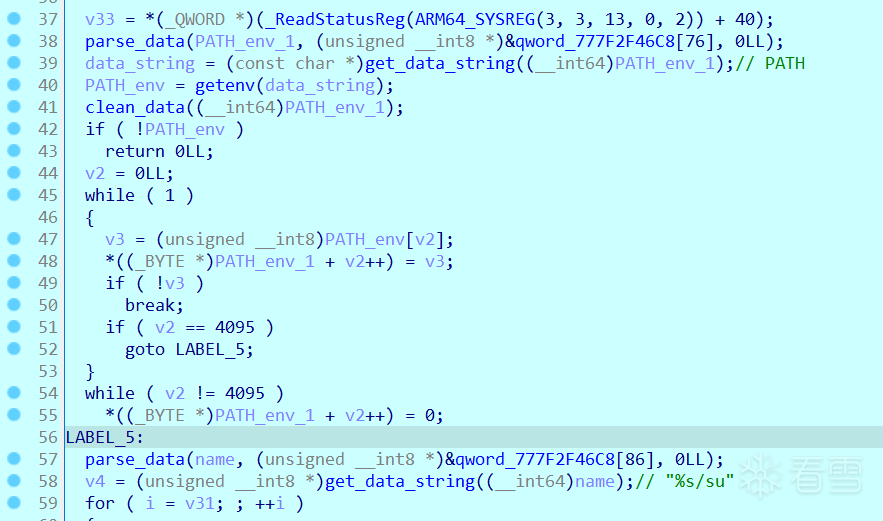 37 v33 = *(_QWORD *)(_ReadStatusReg(ARM64_SYSREG(3, 3, 13, 0, 2)) + 40);
38 parse_data(PATH_env_1, (unsigned __int8 *)&qword_777F2F46C8[76], 0LL);
39 data_string = (const char *)get_data_string((__int64)PATH_env_1);// PATH
40 PATH_env = getenv(data_string);
41 clean_data((__int64)PATH_env_1);
42 if ( !PATH_env )
43 return 0LL;
44 v2 = 0LL;
45 while ( 1 )
46 {
47 v3 = (unsigned __int8)PATH_env[v2];
48 *((_BYTE *)PATH_env_1 + v2++) = v3;
49 if ( !v3 )
50 break;
51 if ( v2 == 4095 )
52 goto LABEL_5;
53 }
54 while ( v2 != 4095 )
55 *((_BYTE *)PATH_env_1 + v2++) = 0;
56 LABEL_5:
57 parse_data(name, (unsigned __int8 *)&qword_777F2F46C8[86], 0LL);
58 v4 = (unsigned __int8 *)get_data_string((__int64)name);// "%s/su"
59 for ( i = v31; ; ++i )
看雪